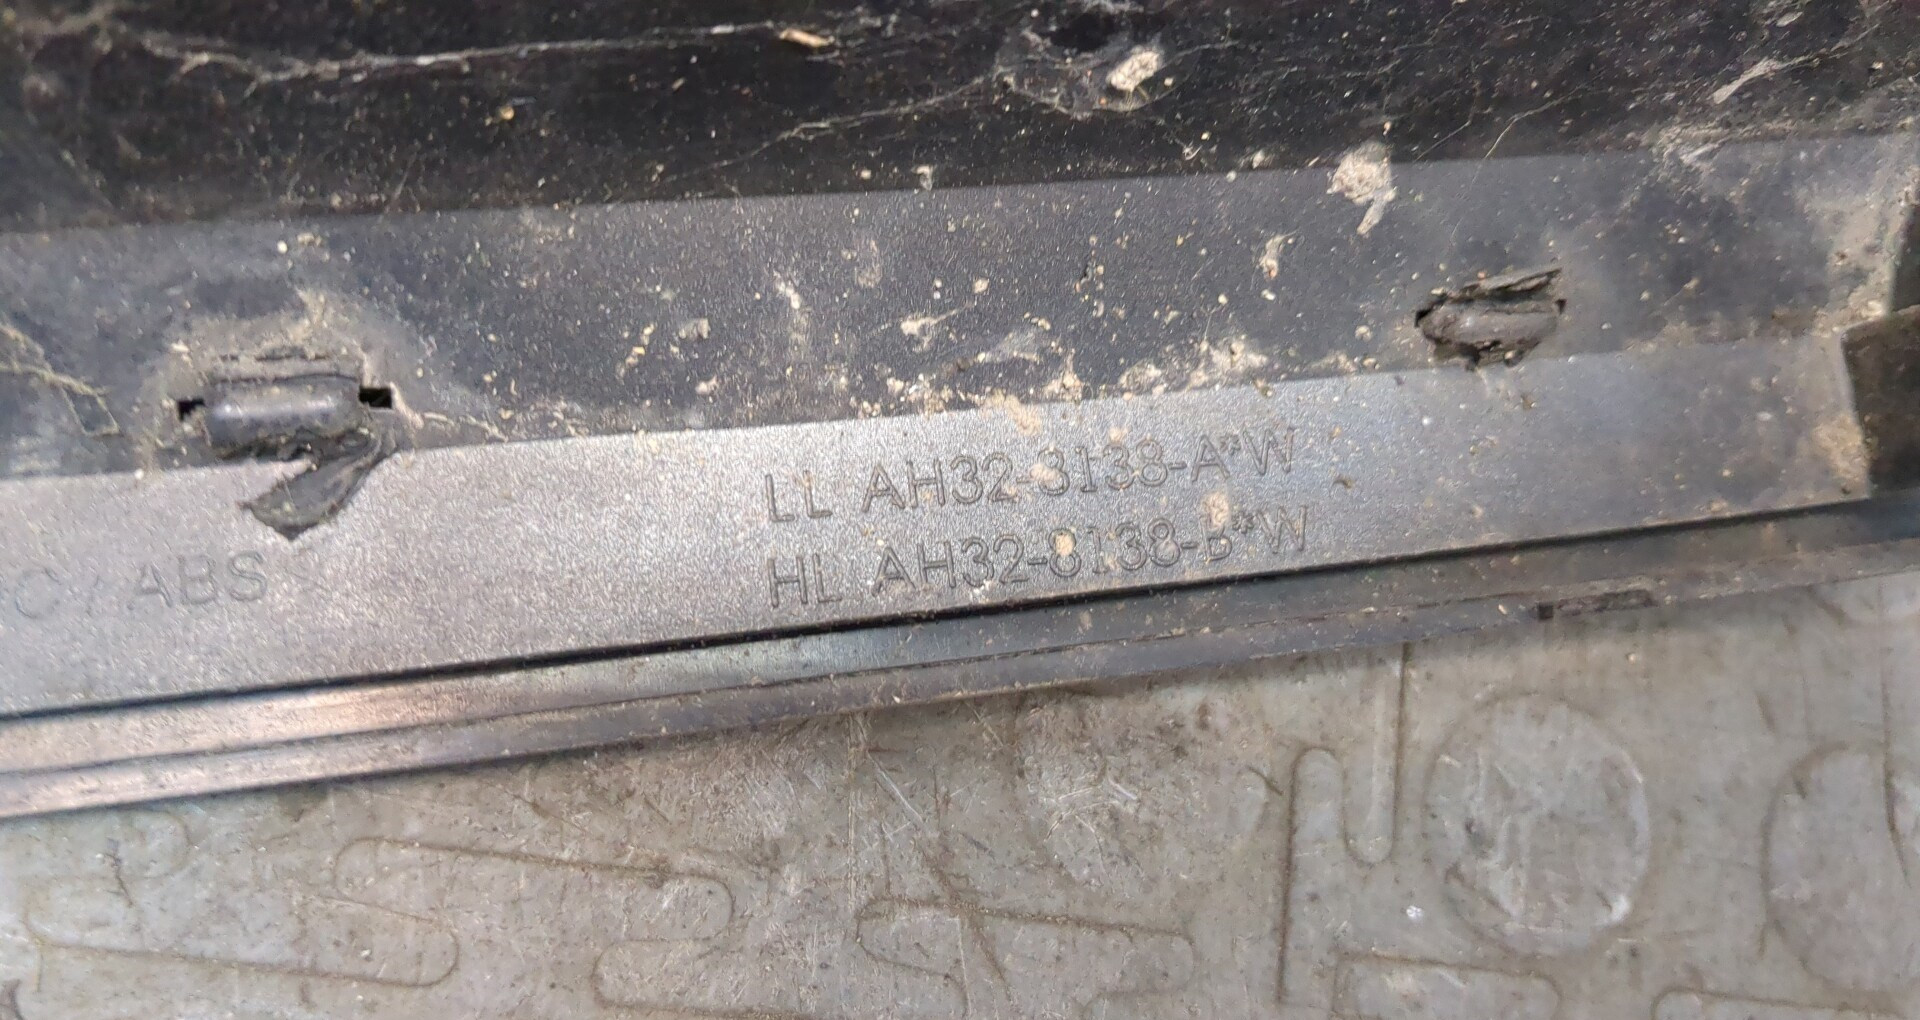 LL AH32-8138-A*W
HL AH32-8138-B*W
C / ABS <